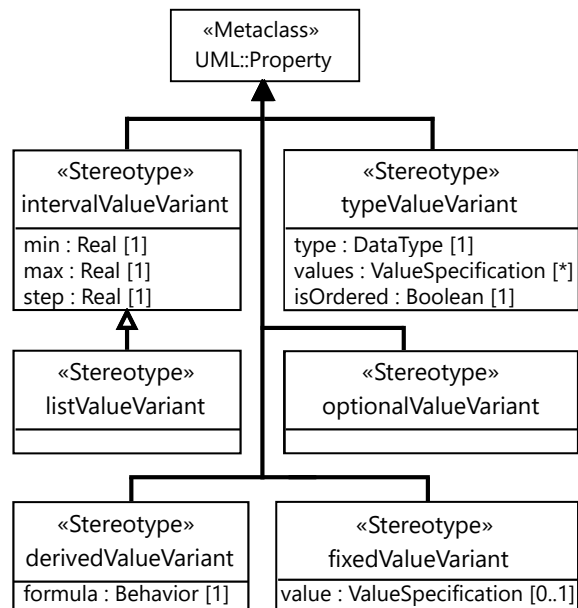 «Metaclass»
UML::Property
«Stereotype»
intervalValueVariant
min : Real [1]
max : Real [1]
step : Real [1]
«Stereotype»
typeValueVariant
type : DataType [1]
values : ValueSpecification [*]
isOrdered : Boolean [1]
«Stereotype»
listValueVariant
«Stereotype»
optionalValueVariant
«Stereotype»
derivedValueVariant
formula : Behavior [1]
«Stereotype»
fixedValueVariant
value : ValueSpecification [0..1]